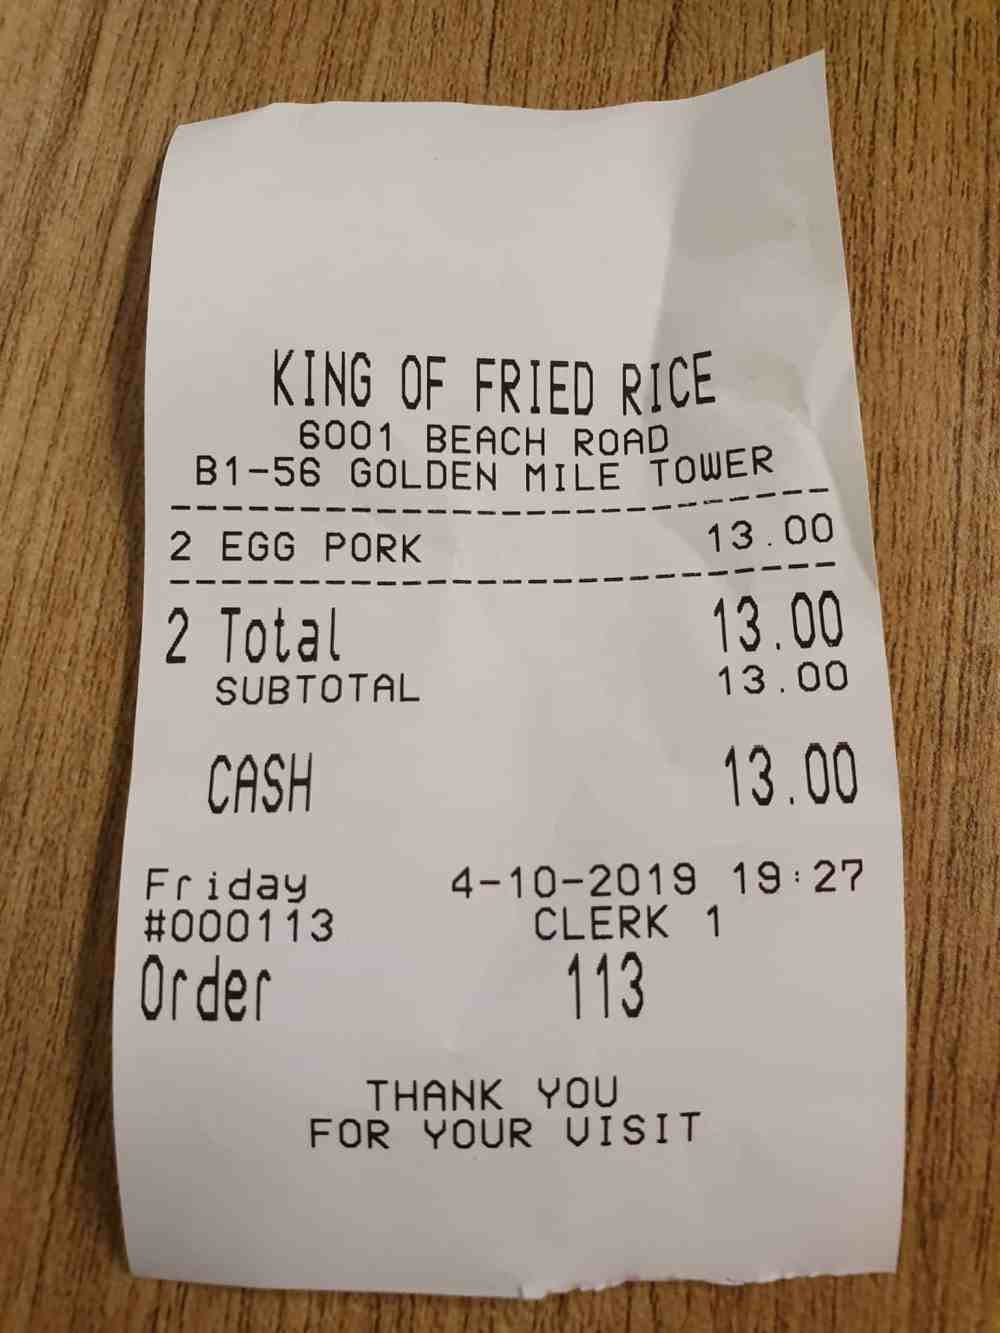 KING OF FRIED RICE
6001 BEACH ROAD
B1-56 GOLDEN MILE TOWER
2 EGG PORK 13.00
2 Total 13.00
SUBTOTAL 13.00
CASH 13.00
Friday 4-10-2019 19:27
#000113 CLERK 1
Order 113
THANK YOU
FOR YOUR VISIT